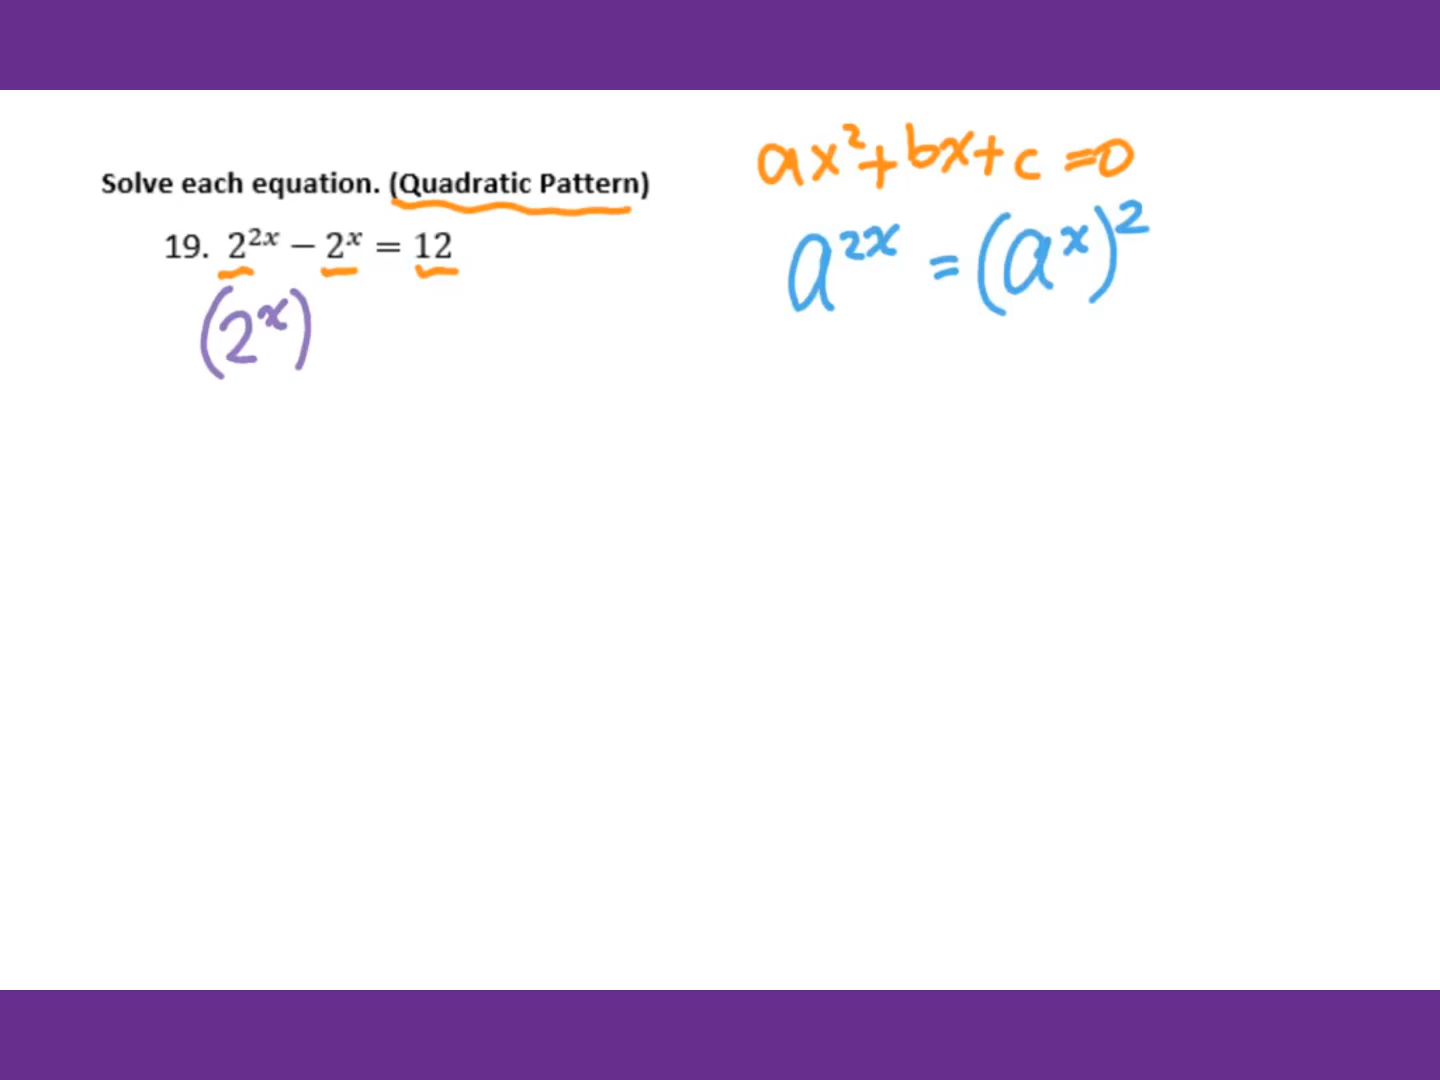 ax²+bx+c=0
Solve each equation. (Quadratic Pattern)
19. 2²ˣ − 2ˣ = 12
a²ˣ = (aˣ)²
(2ˣ)